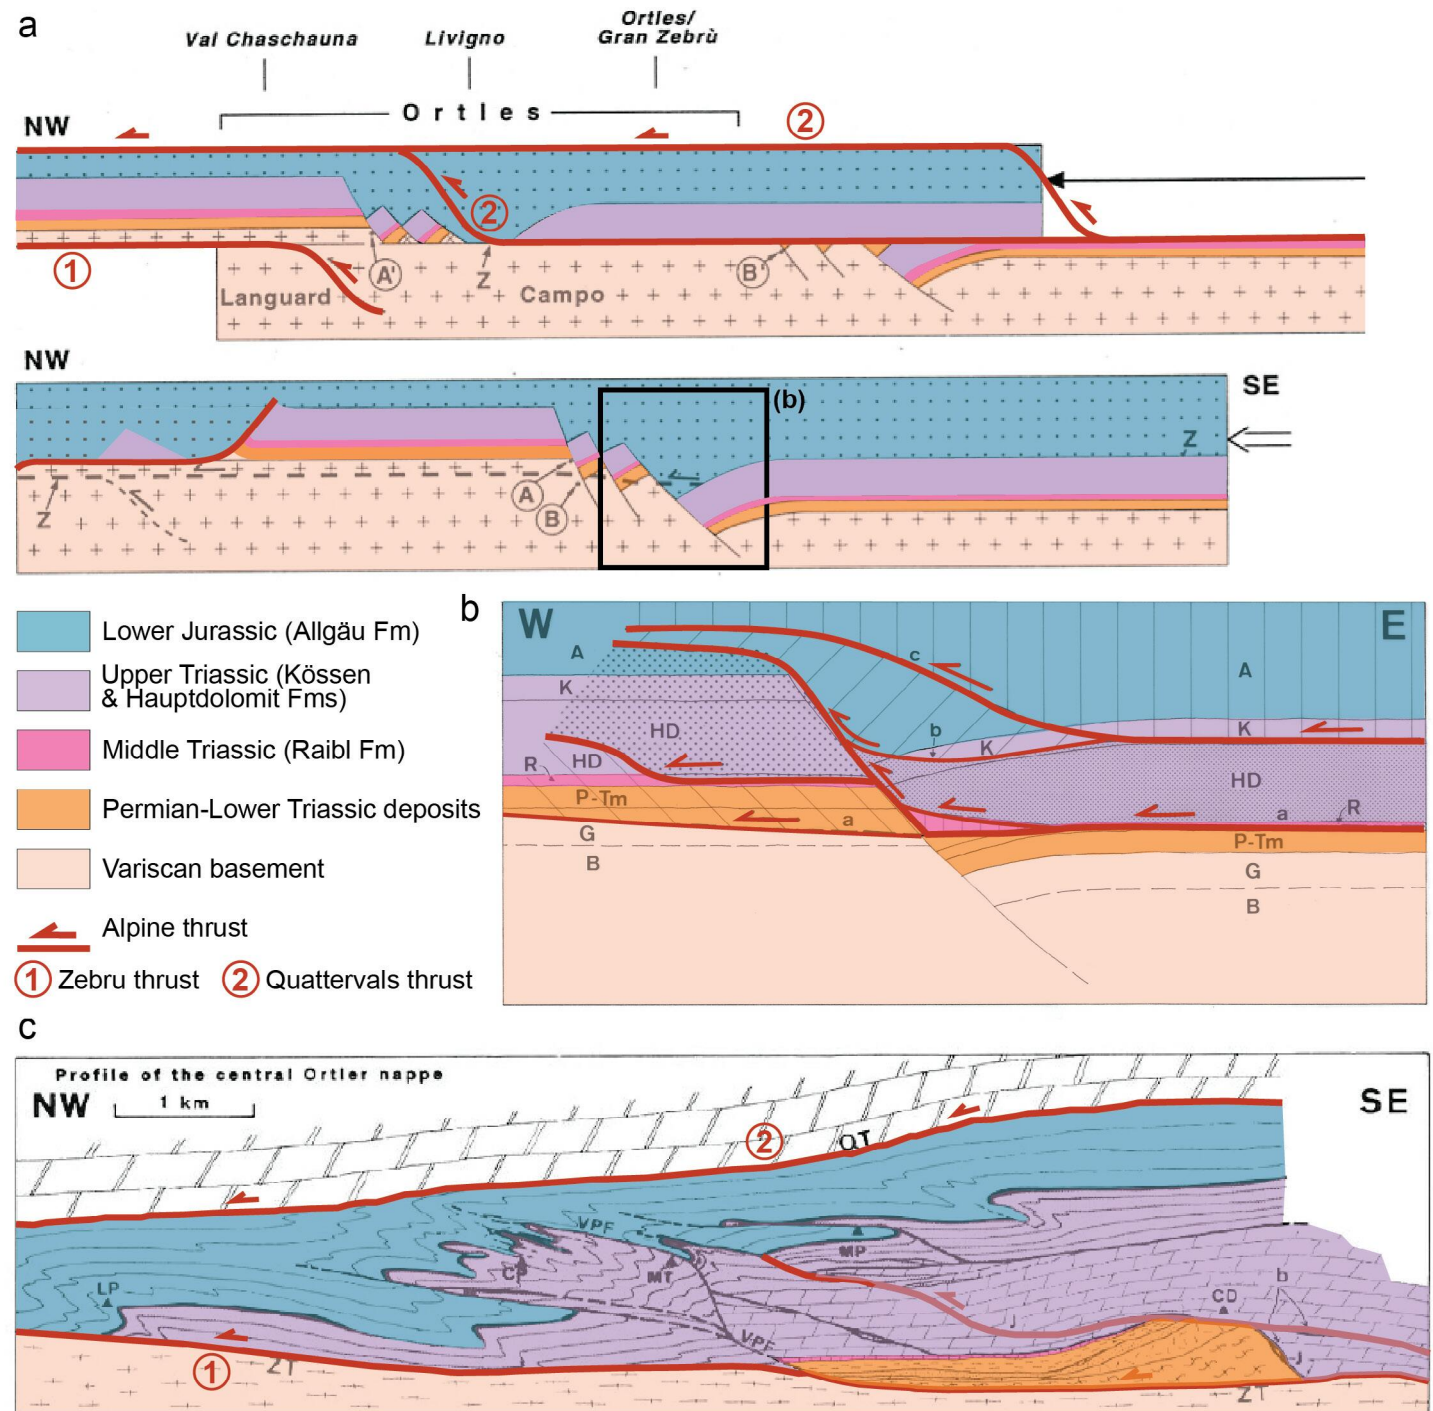 a
Val Chaschauna
Livigno
Ortles/
Gran Zebrù
Ortles
NW
2
2
1
A'
Z
B'
Languard
Campo
NW
SE
(b)
Z
Z
A
B
Lower Jurassic (Allgäu Fm)
Upper Triassic (Kössen
& Hauptdolomit Fms)
Middle Triassic (Raibl Fm)
Permian-Lower Triassic deposits
Variscan basement
Alpine thrust
1 Zebru thrust
2 Quattervals thrust
b
W
E
A
c
A
K
b
K
K
HD
HD
HD
R
P-Tm
a
a
R
G
P-Tm
B
G
B
c
Profile of the central Ortler nappe
NW
1 km
SE
2
QT
VPF
MP
CP
MT
LP
b
CD
J
VPF
J
1
ZT
ZT